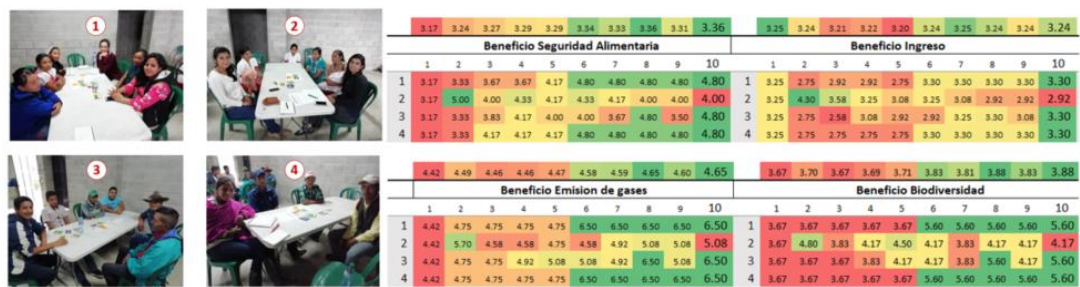 1
2
3.17 3.24 3.27 3.29 3.29 3.34 3.33 3.36 3.31 3.36
Beneficio Seguridad Alimentaria
1 2 3 4 5 6 7 8 9 10
1 3.17 3.33 3.67 3.67 4.17 4.80 4.80 4.80 4.80 4.80
2 3.17 5.00 4.00 4.33 4.17 4.33 4.17 4.00 4.00 4.00
3 3.17 3.33 3.83 4.17 4.00 4.00 3.67 4.80 3.50 4.80
4 3.17 3.33 4.17 4.17 4.17 4.80 4.80 4.80 4.80 4.80
3.25 3.24 3.21 3.22 3.20 3.24 3.25 3.24 3.24 3.24
Beneficio Ingreso
1 2 3 4 5 6 7 8 9 10
1 3.25 2.75 2.92 2.92 2.75 3.30 3.30 3.30 3.30 3.30
2 3.25 4.30 3.58 3.25 3.08 3.25 3.08 2.92 2.92 2.92
3 3.25 2.75 2.58 3.08 2.92 2.92 3.25 3.30 3.08 3.30
4 3.25 2.75 2.75 2.75 2.75 3.30 3.30 3.30 3.30 3.30
3
4
4.42 4.49 4.46 4.46 4.47 4.58 4.59 4.65 4.60 4.65
Beneficio Emision de gases
1 2 3 4 5 6 7 8 9 10
1 4.42 4.75 4.75 4.75 4.75 6.50 6.50 6.50 6.50 6.50
2 4.42 5.70 4.58 4.58 4.75 4.58 4.92 5.08 5.08 5.08
3 4.42 4.75 4.92 5.08 5.08 4.92 5.08 6.50 5.08 6.50
4 4.42 4.75 4.75 4.75 4.75 6.50 6.50 6.50 6.50 6.50
3.67 3.70 3.67 3.69 3.71 3.83 3.81 3.88 3.83 3.88
Beneficio Biodiversidad
1 2 3 4 5 6 7 8 9 10
1 3.67 3.67 3.67 3.67 3.67 5.60 5.60 5.60 5.60 5.60
2 3.67 4.80 3.83 4.17 4.50 4.17 3.83 4.17 4.17 4.17
3 3.67 3.67 3.67 3.83 4.17 4.17 3.83 5.60 4.17 5.60
4 3.67 3.67 3.67 3.67 3.67 5.60 5.60 5.60 5.60 5.60